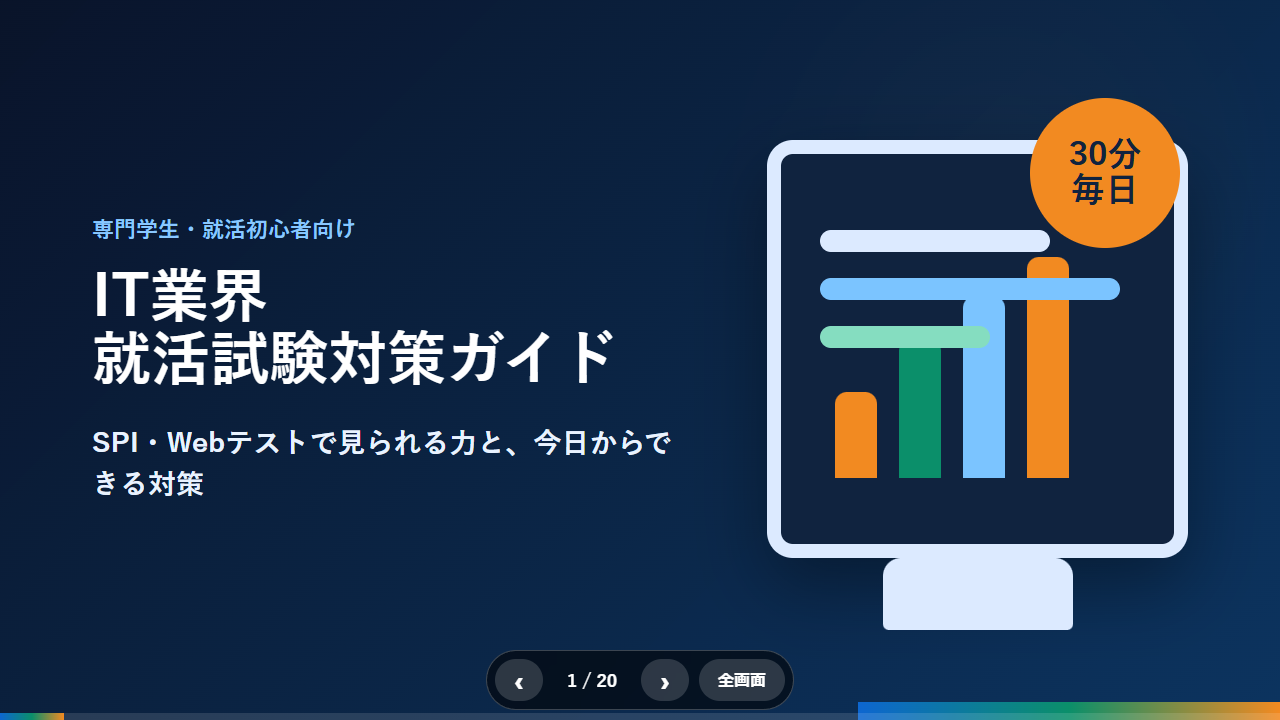 専門学生・就活初心者向け
IT業界
就活試験対策ガイド
SPI・Webテストで見られる力と、今日からで
きる対策
30分
毎日
‹ 1 / 20 › 全画面